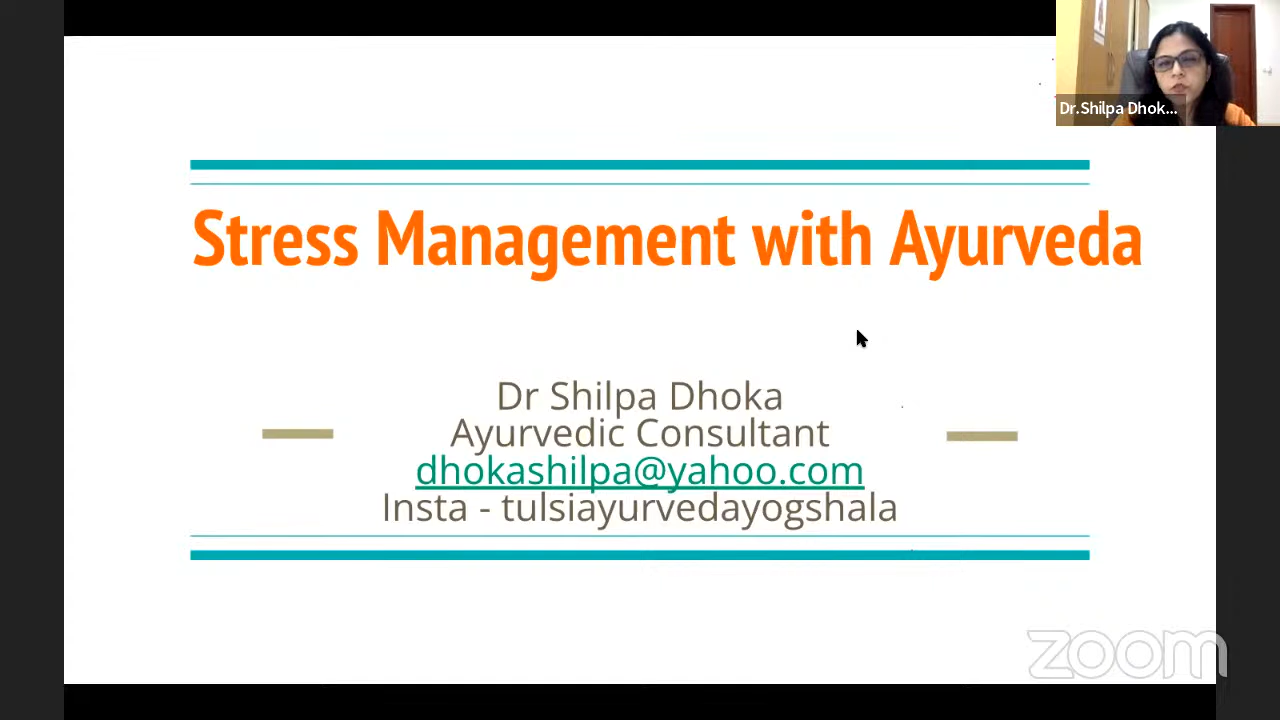 Dr.Shilpa Dhok...
Stress Management with Ayurveda
Dr Shilpa Dhoka
Ayurvedic Consultant
dhokashilpa@yahoo.com
Insta - tulsiayurvedayogshala
zoom